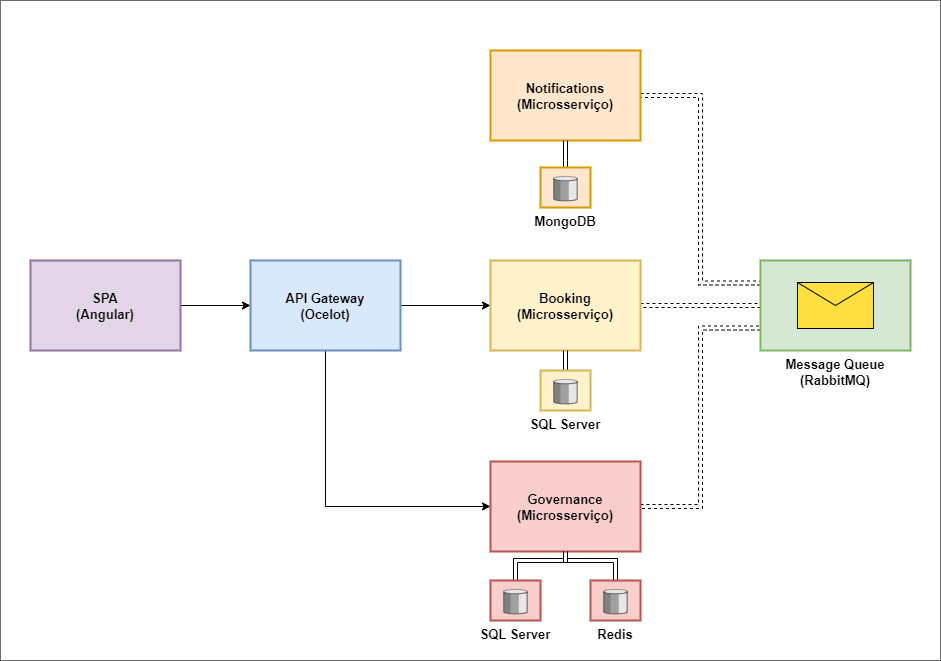 Notifications
(Microsserviço)
MongoDB
SPA
(Angular)
API Gateway
(Ocelot)
Booking
(Microsserviço)
Message Queue
(RabbitMQ)
SQL Server
Governance
(Microsserviço)
SQL Server
Redis